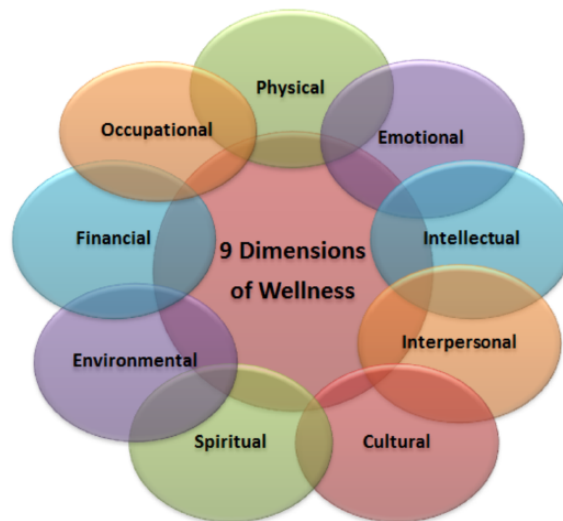 Physical
Emotional
Intellectual
Interpersonal
Cultural
Spiritual
Environmental
Financial
Occupational
9 Dimensions
of Wellness